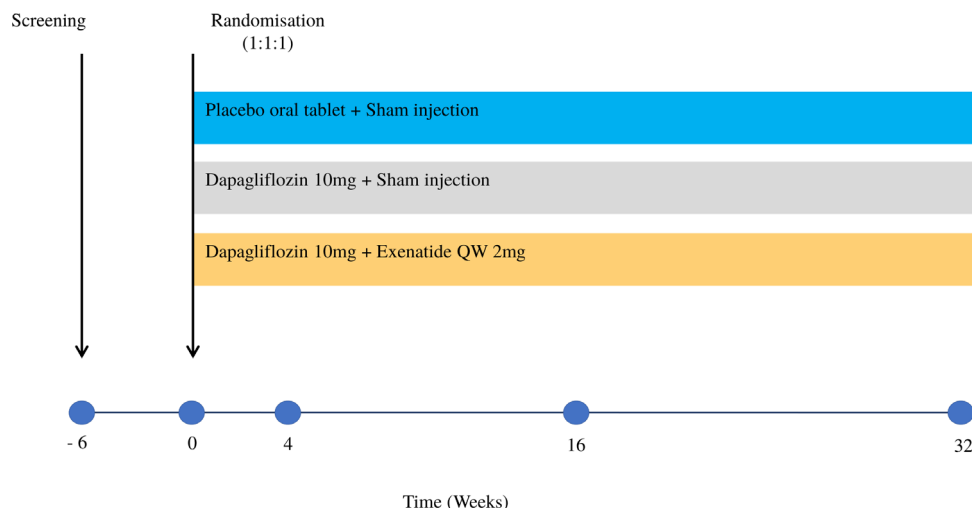 Screening
Randomisation
(1:1:1)
Placebo oral tablet + Sham injection
Dapagliflozin 10mg + Sham injection
Dapagliflozin 10mg + Exenatide QW 2mg
- 6
0
4
16
32
Time (Weeks)